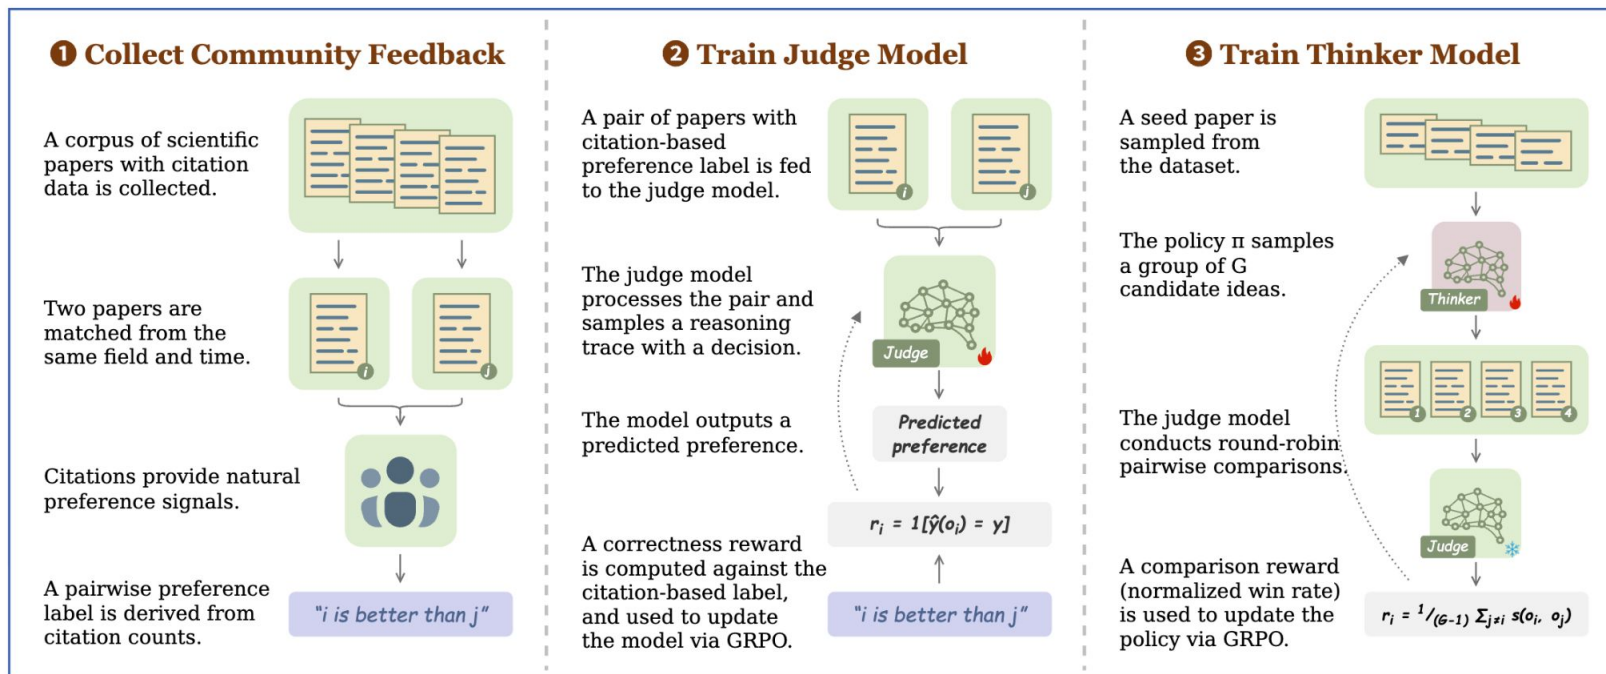 ❶ Collect Community Feedback
A corpus of scientific
papers with citation
data is collected.
Two papers are
matched from the
same field and time.
i
j
Citations provide natural
preference signals.
A pairwise preference
label is derived from
citation counts.
"i is better than j"
❷ Train Judge Model
A pair of papers with
citation-based
preference label is fed
to the judge model.
i
j
The judge model
processes the pair and
samples a reasoning
trace with a decision.
Judge
The model outputs a
predicted preference.
Predicted
preference
rᵢ = 1[ŷ(oᵢ) = y]
A correctness reward
is computed against the
citation-based label,
and used to update
the model via GRPO.
"i is better than j"
❸ Train Thinker Model
A seed paper is
sampled from
the dataset.
The policy π samples
a group of G
candidate ideas.
Thinker
1 2 3 4
The judge model
conducts round-robin
pairwise comparisons.
Judge
A comparison reward
(normalized win rate)
is used to update the
policy via GRPO.
rᵢ = ¹/₍G-1₎ Σⱼ≠ᵢ s(oᵢ, oⱼ)